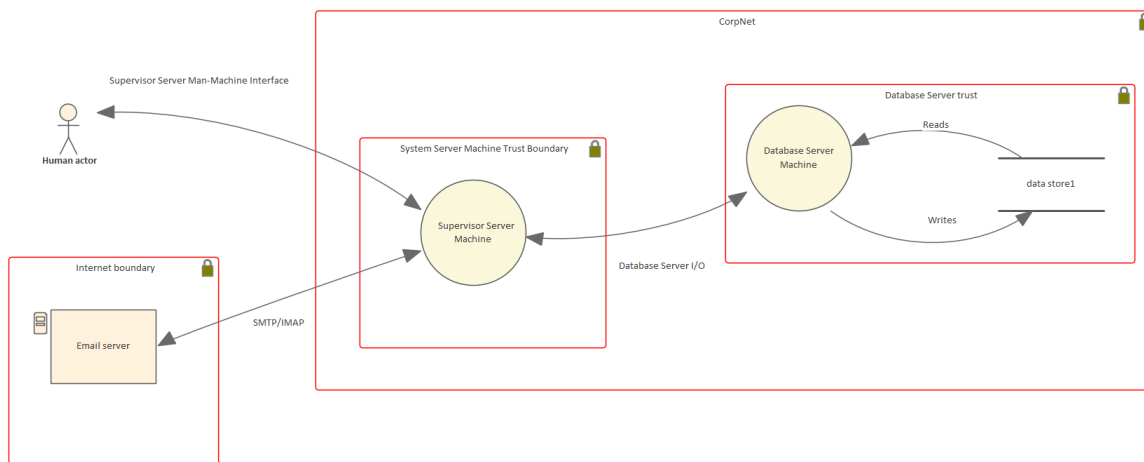 CorpNet
Supervisor Server Man-Machine Interface
Human actor
System Server Machine Trust Boundary
Supervisor Server
Machine
Database Server trust
Reads
Database Server
Machine
data store1
Writes
Database Server I/O
Internet boundary
SMTP/IMAP
Email server